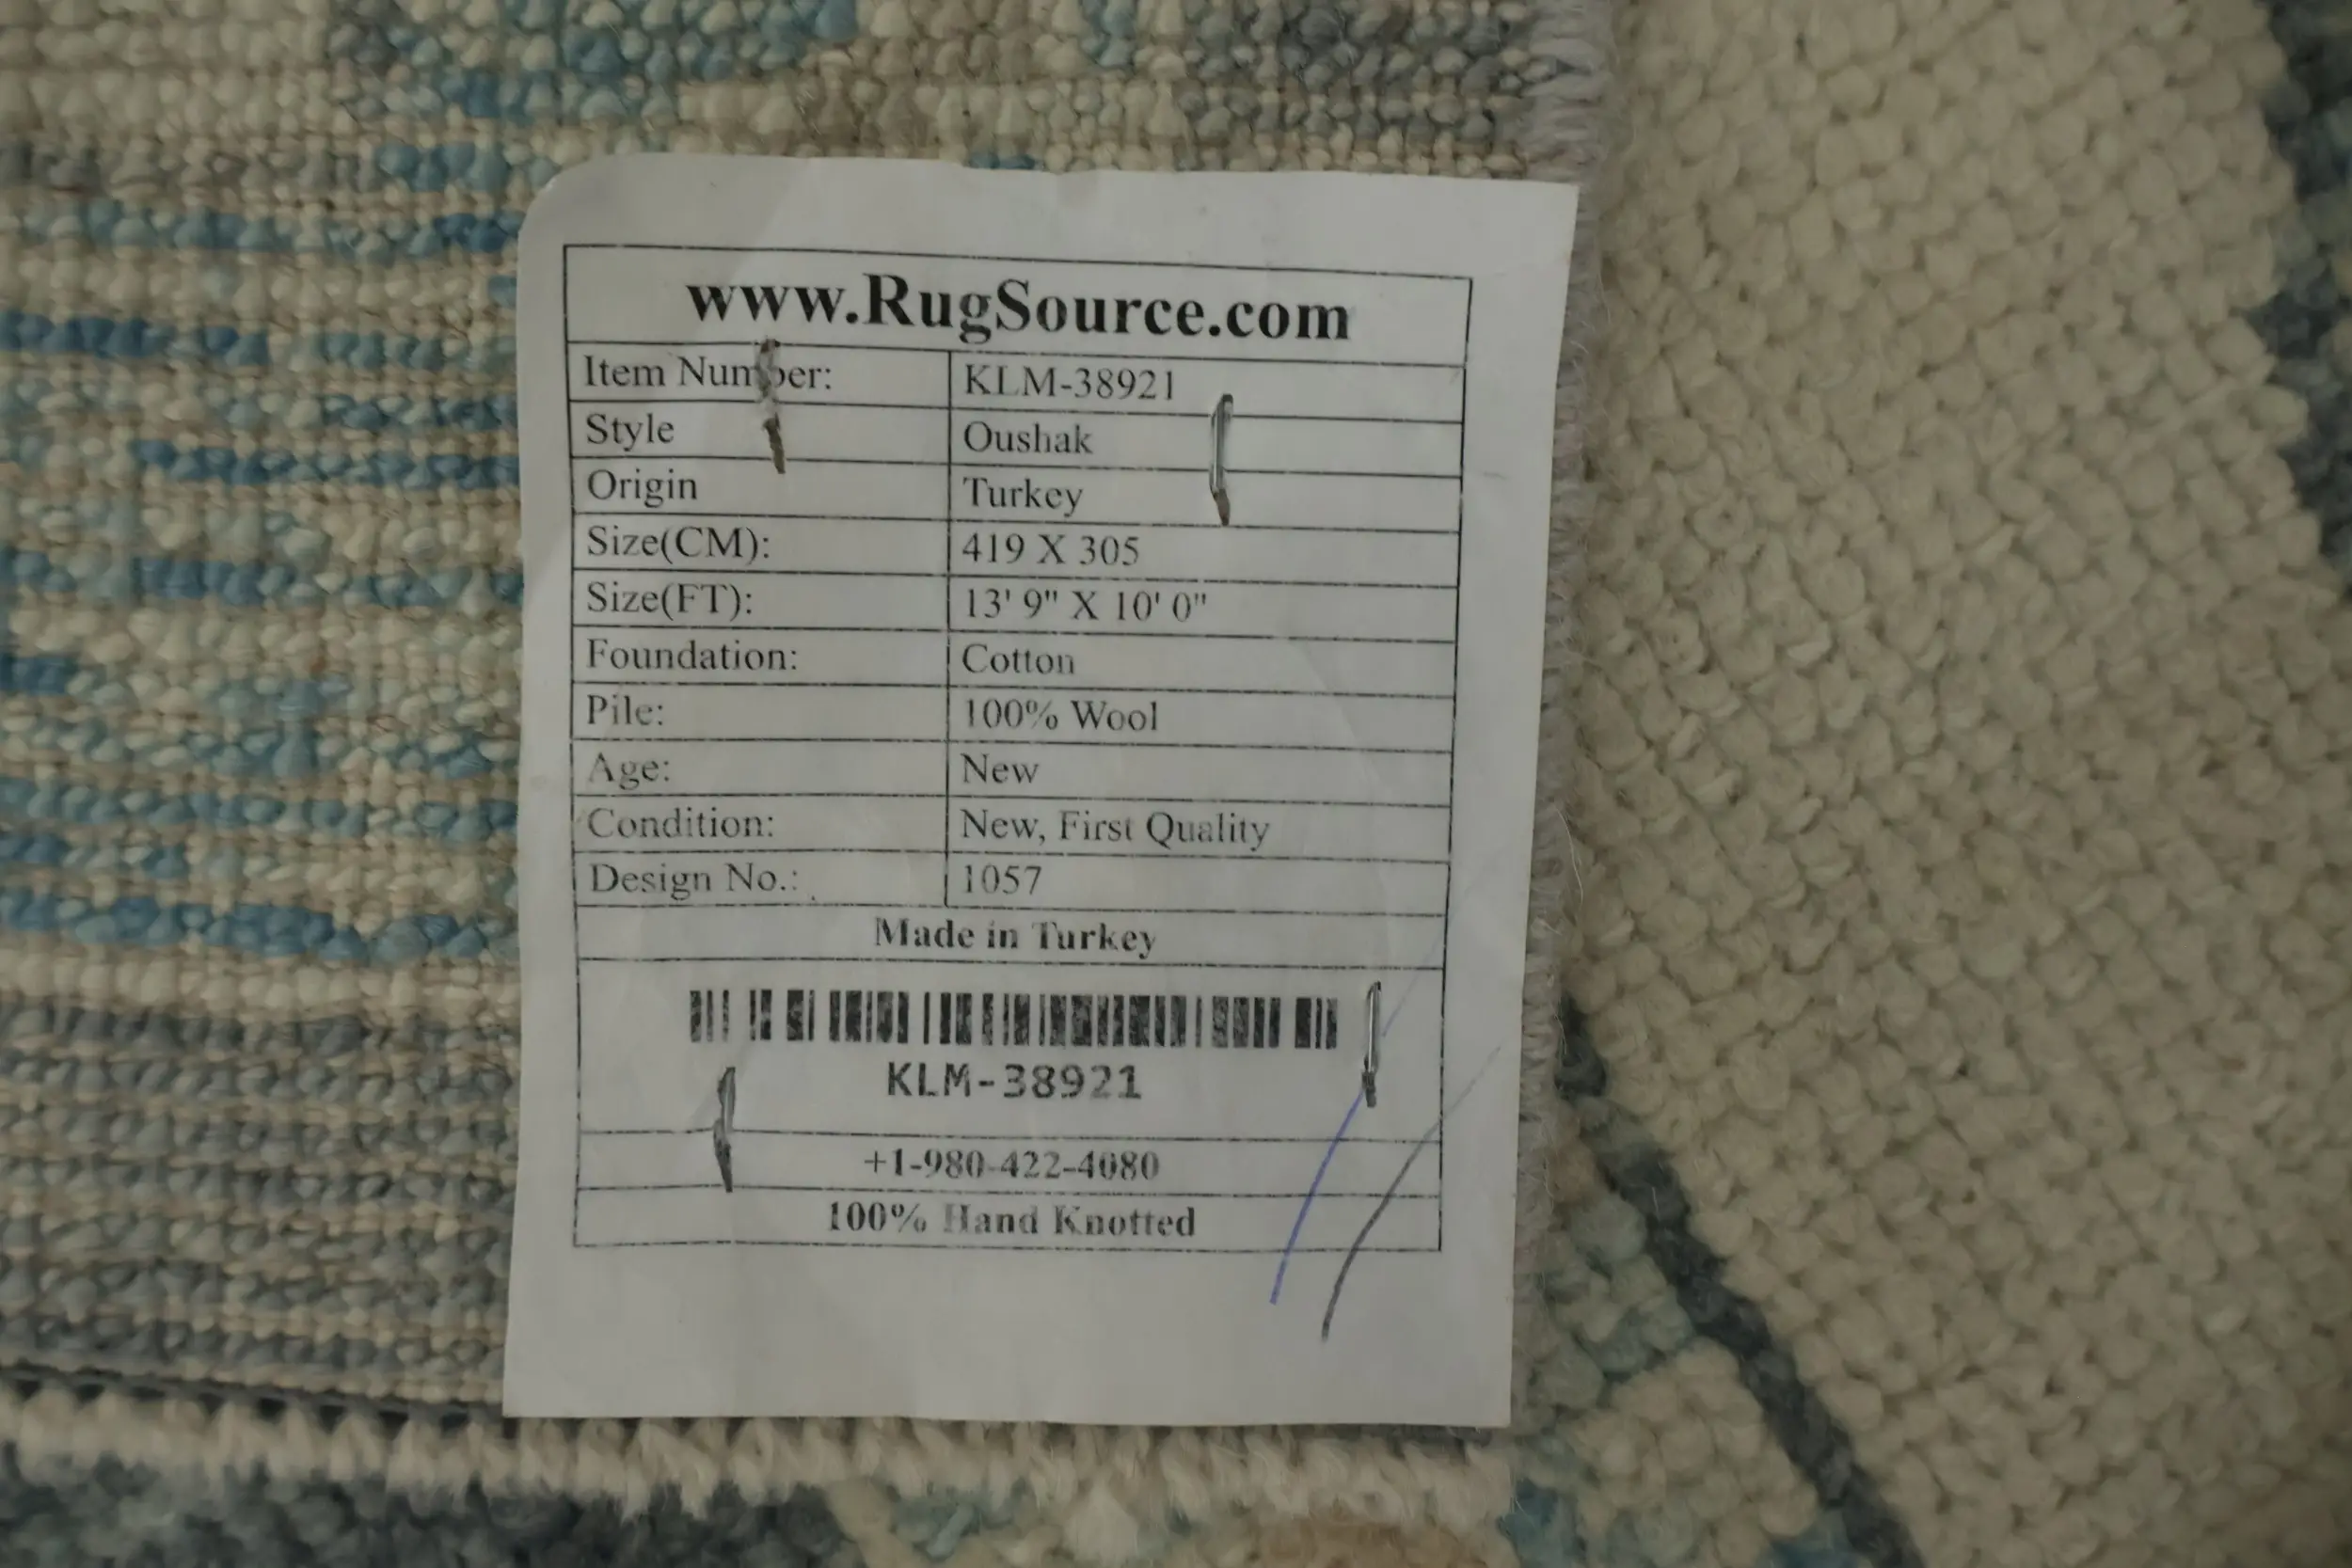 www.RugSource.com
Item Number: KLM-38921
Style Oushak
Origin Turkey
Size(CM): 419 X 305
Size(FT): 13' 9" X 10' 0"
Foundation: Cotton
Pile: 100% Wool
Age: New
Condition: New, First Quality
Design No.: 1057
Made in Turkey
KLM-38921
+1-980-422-4080
100% Hand Knotted